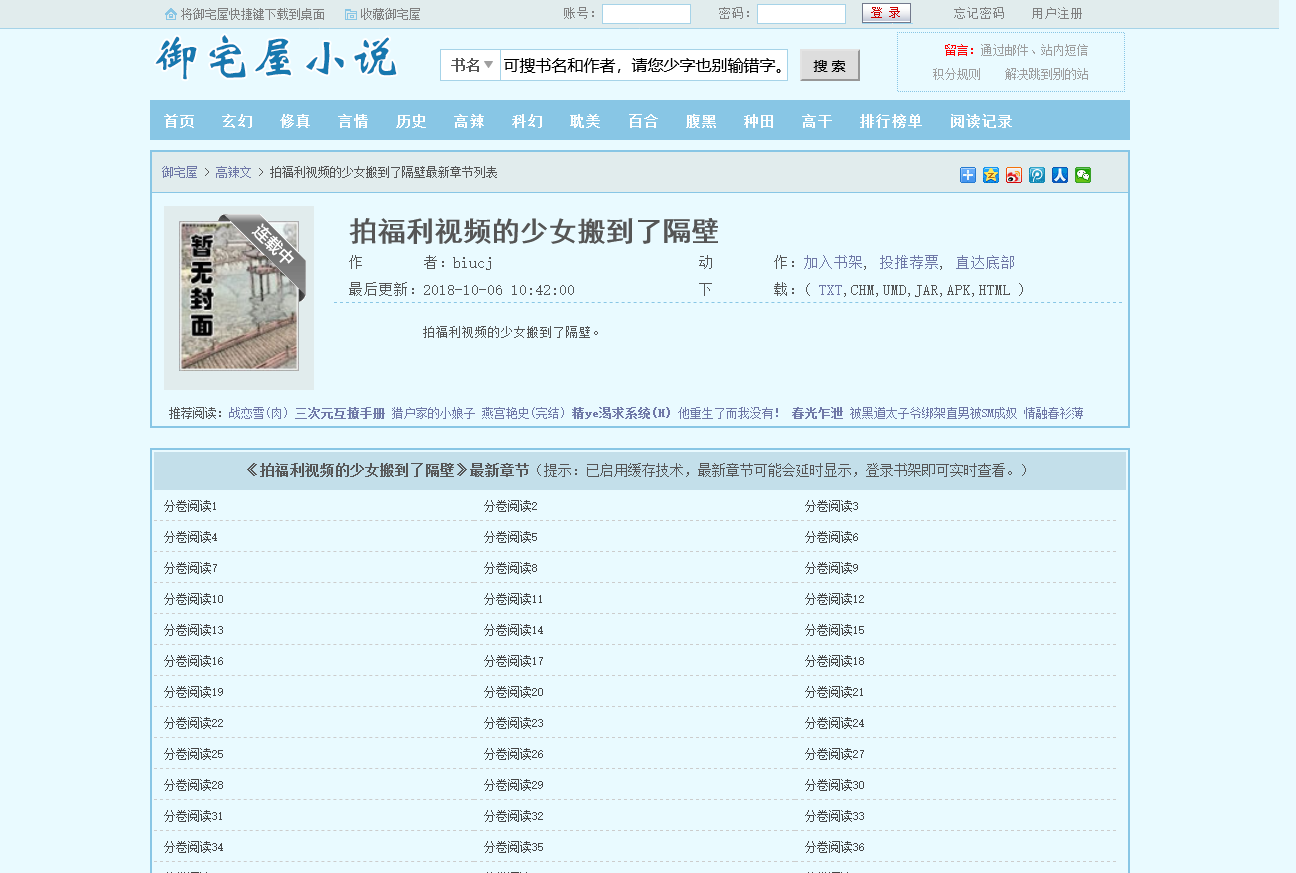 将御宅屋快捷键下载到桌面 收藏御宅屋 账号： 密码： 登 录 忘记密码 用户注册
御宅屋小说
书名 可搜书名和作者，请您少字也别输错字。 搜 索
留言：通过邮件、站内短信
积分规则 解决跳到别的站
首页 玄幻 修真 言情 历史 高辣 科幻 耽美 百合 腹黑 种田 高干 排行榜单 阅读记录
御宅屋 > 高辣文 > 拍福利视频的少女搬到了隔壁最新章节列表
连载中
暂无封面
拍福利视频的少女搬到了隔壁
作 者：biucj 动 作：加入书架, 投推荐票, 直达底部
最后更新：2018-10-06 10:42:00 下 载：( TXT,CHM,UMD,JAR,APK,HTML )
拍福利视频的少女搬到了隔壁。
推荐阅读：战恋雪(肉) 三次元互撩手册 猎户家的小娘子 燕宫艳史(完结) 精ye渴求系统(H) 他重生了而我没有！ 春光乍泄 被黑道太子爷绑架直男被SM成奴 情融春衫薄
《拍福利视频的少女搬到了隔壁》最新章节（提示：已启用缓存技术，最新章节可能会延时显示，登录书架即可实时查看。）
分卷阅读1 分卷阅读2 分卷阅读3
分卷阅读4 分卷阅读5 分卷阅读6
分卷阅读7 分卷阅读8 分卷阅读9
分卷阅读10 分卷阅读11 分卷阅读12
分卷阅读13 分卷阅读14 分卷阅读15
分卷阅读16 分卷阅读17 分卷阅读18
分卷阅读19 分卷阅读20 分卷阅读21
分卷阅读22 分卷阅读23 分卷阅读24
分卷阅读25 分卷阅读26 分卷阅读27
分卷阅读28 分卷阅读29 分卷阅读30
分卷阅读31 分卷阅读32 分卷阅读33
分卷阅读34 分卷阅读35 分卷阅读36